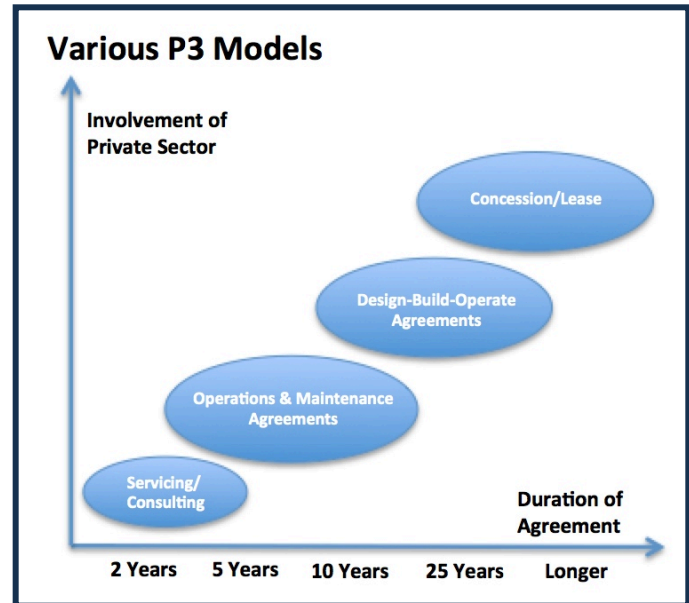 Various P3 Models
Involvement of
Private Sector
Concession/Lease
Design-Build-Operate
Agreements
Operations & Maintenance
Agreements
Servicing/
Consulting
Duration of
Agreement
2 Years 5 Years 10 Years 25 Years Longer